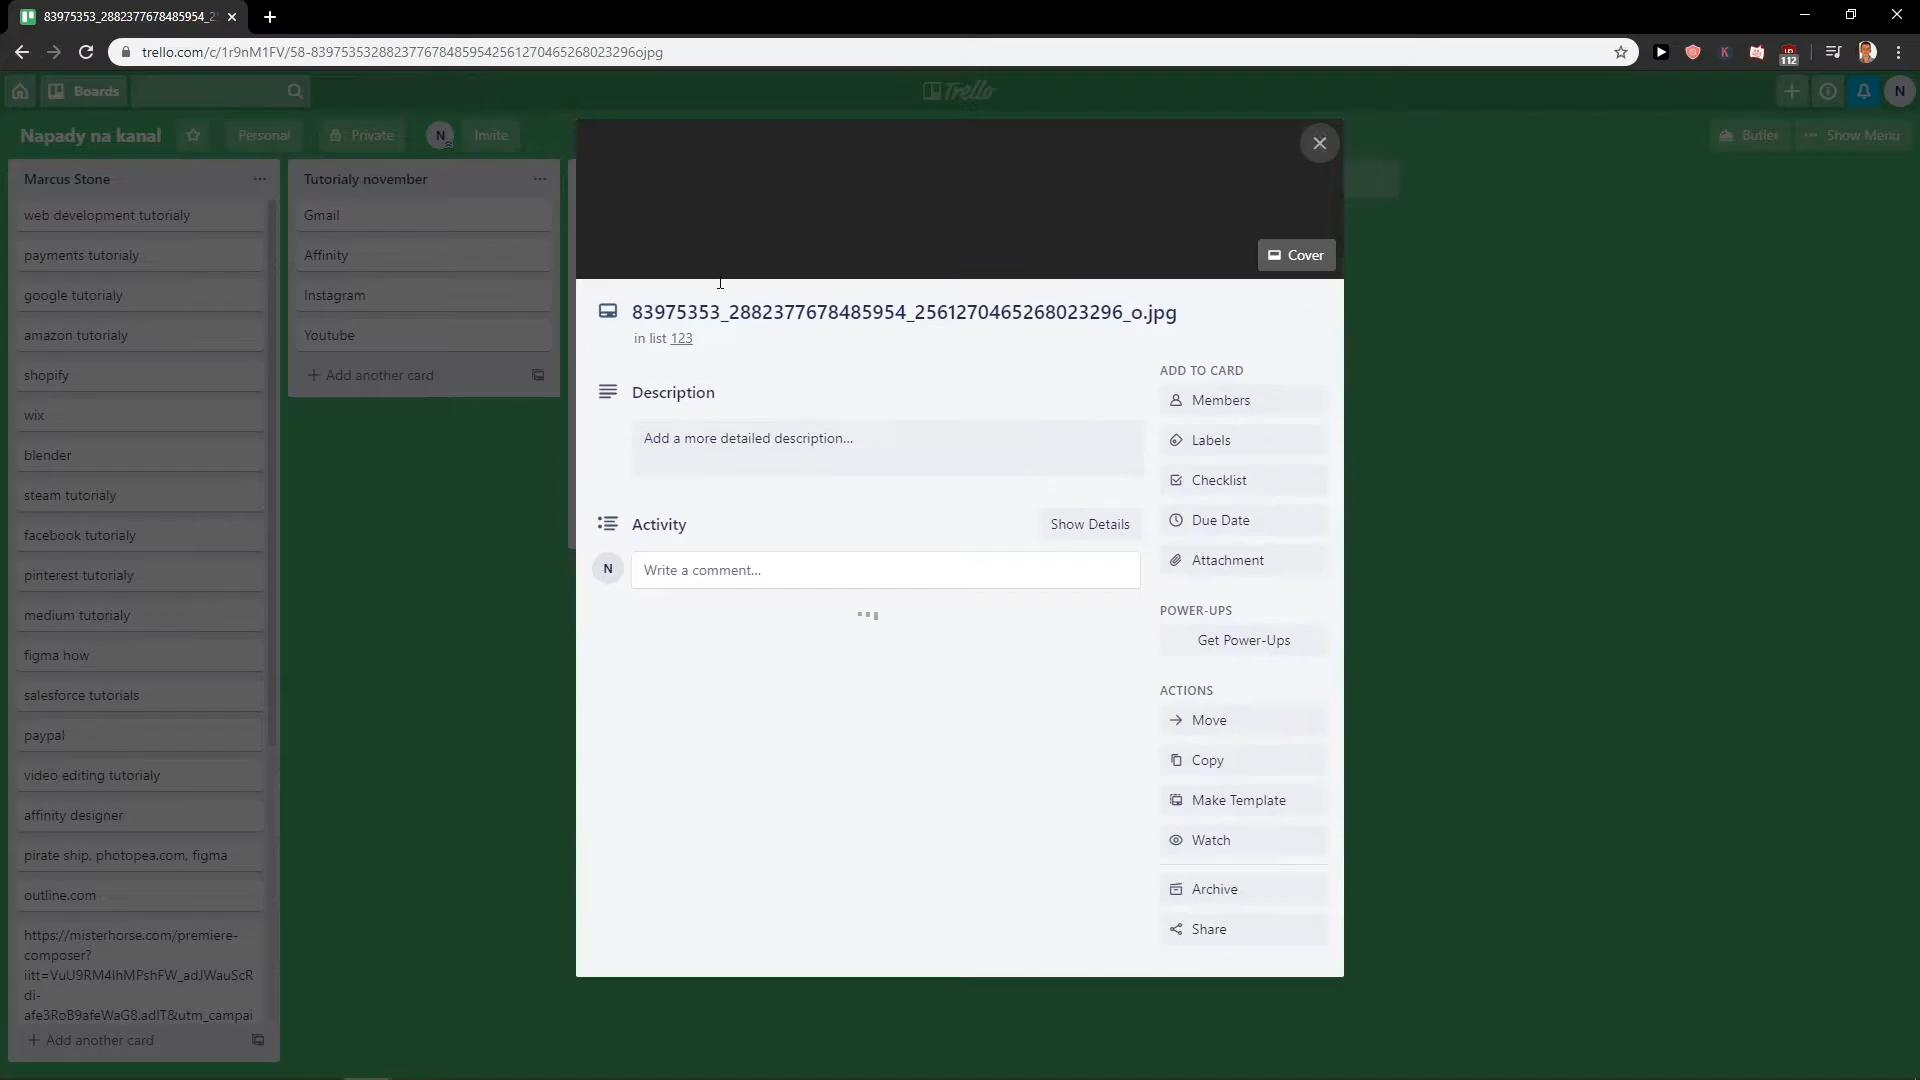 83975353_2882377678485954_2
trello.com/c/1r9nM1FV/58-8397535328823776784859542561270465268023296ojpg
112
Boards
Trello
N
Napady na kanal
Personal
Private
N
Invite
Butler
Show Menu
Marcus Stone
web development tutorialy
payments tutorialy
google tutorialy
amazon tutorialy
shopify
wix
blender
steam tutorialy
facebook tutorialy
pinterest tutorialy
medium tutorialy
figma how
salesforce tutorials
paypal
video editing tutorialy
affinity designer
pirate ship, photopea.com, figma
outline.com
https://misterhorse.com/premiere-
composer?
iitt=VuU9RM4lhMPshFW_adJWauScR
di-
afe3RoB9afeWaG8.adIT&utm_campai
Add another card
Tutorialy november
Gmail
Affinity
Instagram
Youtube
Add another card
Cover
83975353_2882377678485954_2561270465268023296_o.jpg
in list 123
Description
Add a more detailed description...
Activity
Show Details
N
Write a comment...
ADD TO CARD
Members
Labels
Checklist
Due Date
Attachment
POWER-UPS
Get Power-Ups
ACTIONS
Move
Copy
Make Template
Watch
Archive
Share